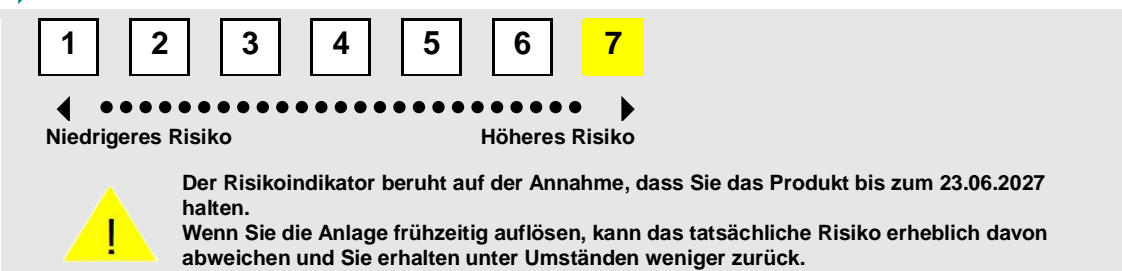 1 2 3 4 5 6 7
Niedrigeres Risiko Höheres Risiko
Der Risikoindikator beruht auf der Annahme, dass Sie das Produkt bis zum 23.06.2027
halten.
! Wenn Sie die Anlage frühzeitig auflösen, kann das tatsächliche Risiko erheblich davon
abweichen und Sie erhalten unter Umständen weniger zurück.